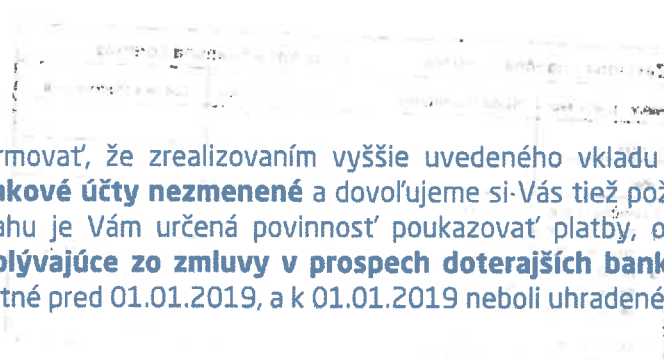 rmovať, že zrealizovaním vyššie uvedeného vkladu
nkové účty nezmenené a dovoľujeme si Vás tiež pož
ahu je Vám určená povinnosť poukazovať platby, o
plývajúce zo zmluvy v prospech doterajších bank
tné pred 01.01.2019, a k 01.01.2019 neboli uhradené